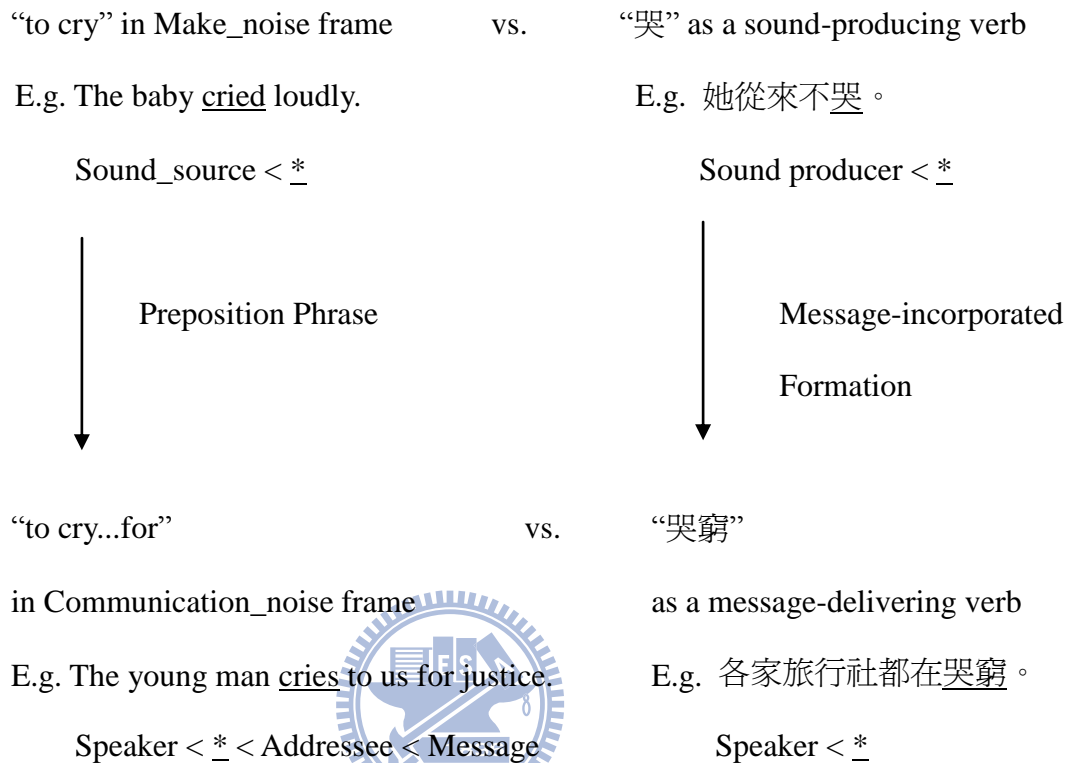 “to cry” in Make_noise frame vs. “哭” as a sound-producing verb
E.g. The baby cried loudly. E.g. 她從來不哭。
Sound_source < * Sound producer < *
Preposition Phrase Message-incorporated
Formation
“to cry...for” vs. “哭窮”
in Communication_noise frame as a message-delivering verb
E.g. The young man cries to us for justice. E.g. 各家旅行社都在哭窮。
Speaker < * < Addressee < Message Speaker < *